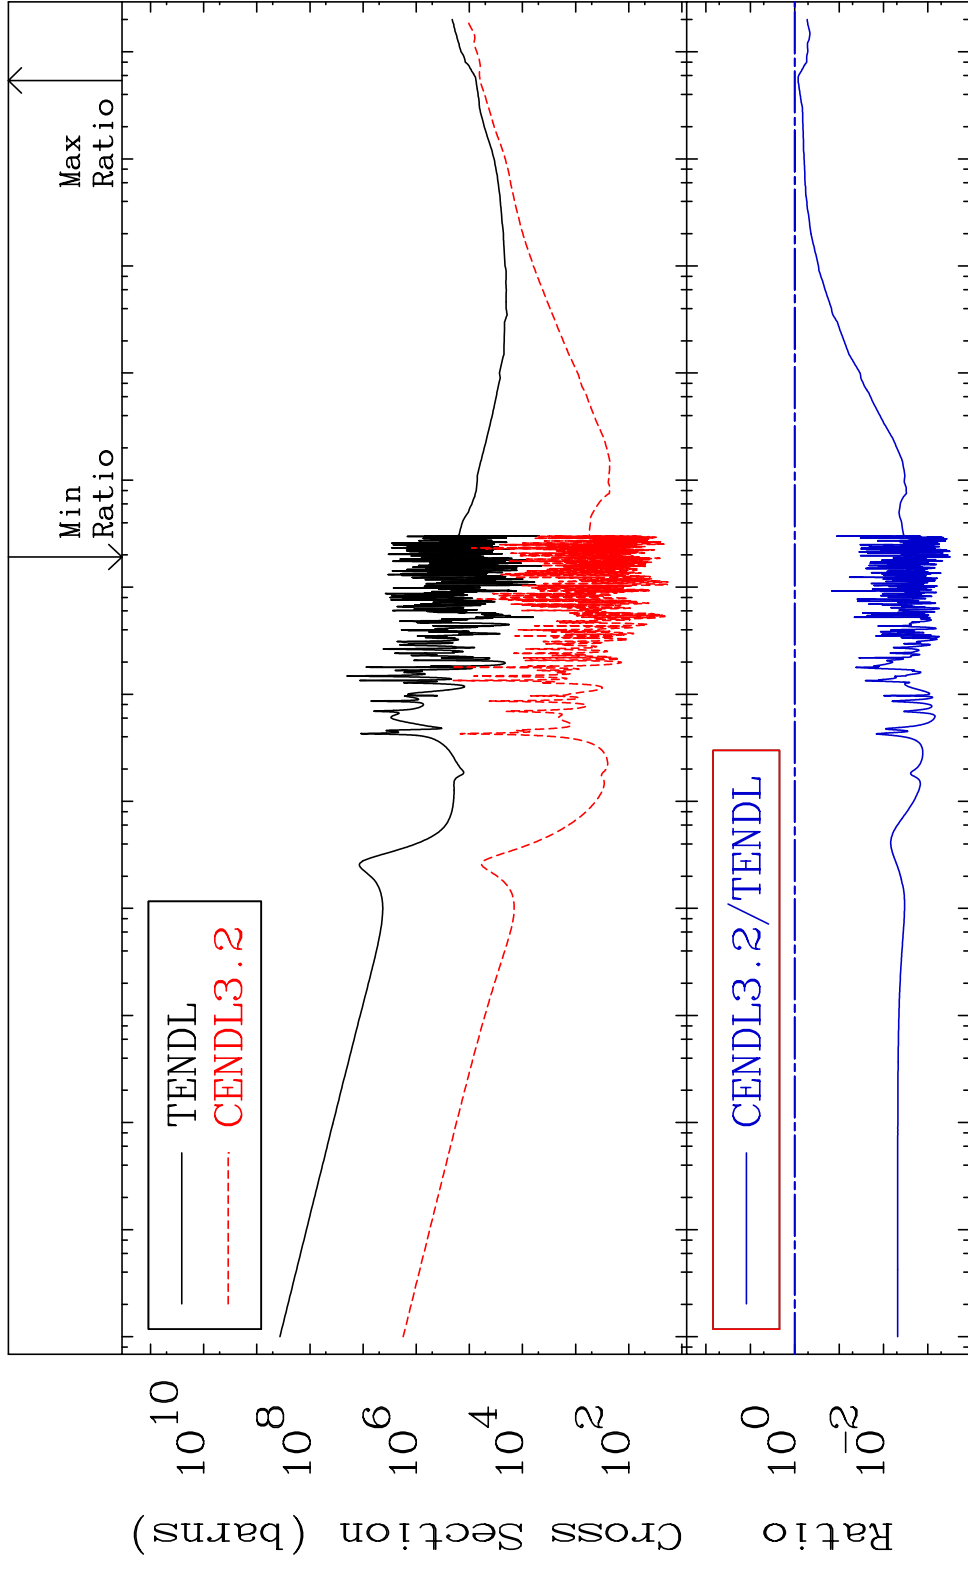 Min
Ratio
Max
Ratio
Cross Section (barns)
10 10
10 8
10 6
10 4
10 2
TENDL
CENDL3.2
Ratio
10 0
10 -2
CENDL3.2/TENDL